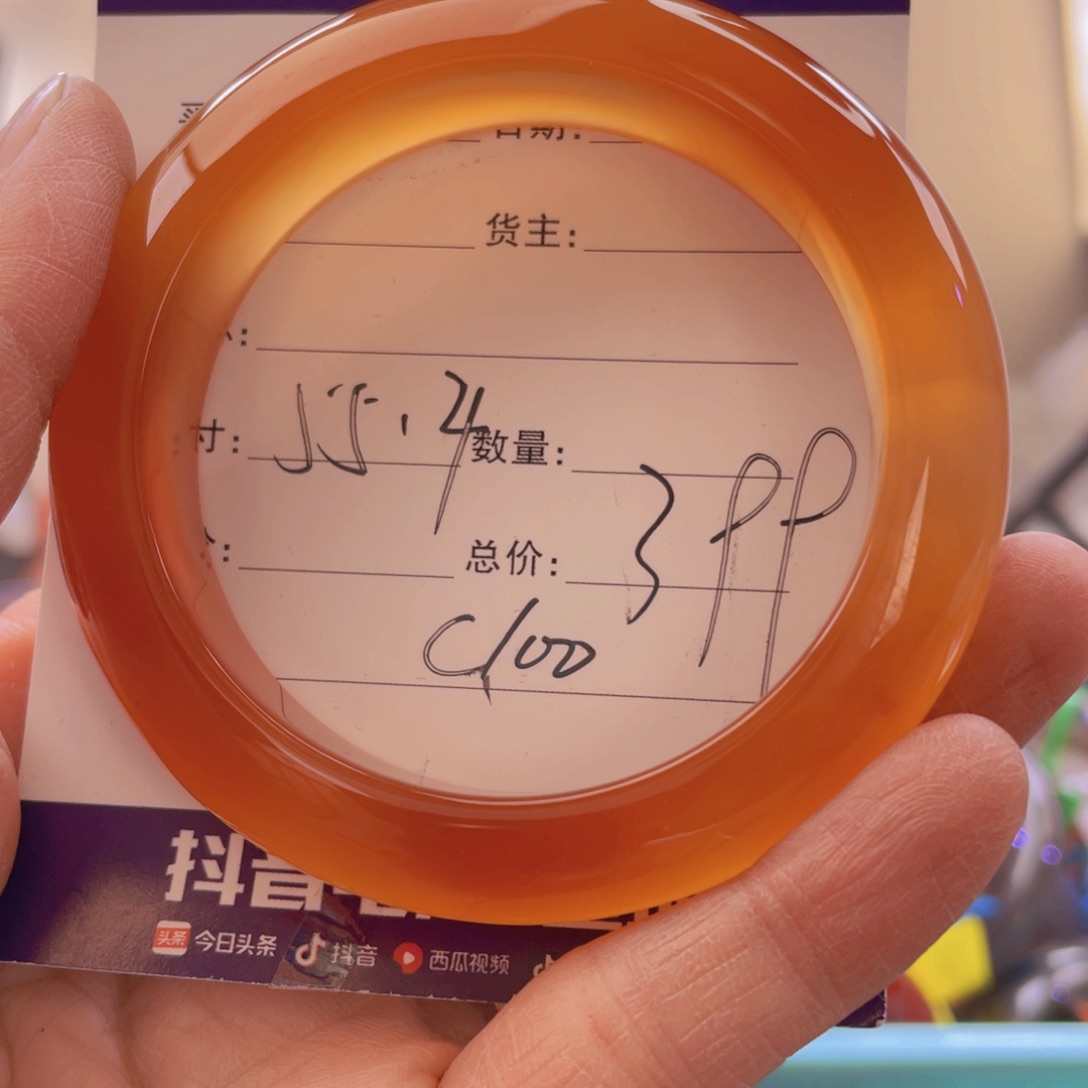 日期:
货主:
寸: 55.4 数量:
总价: 399
C100
抖音
头条 今日头条 抖音 西瓜视频